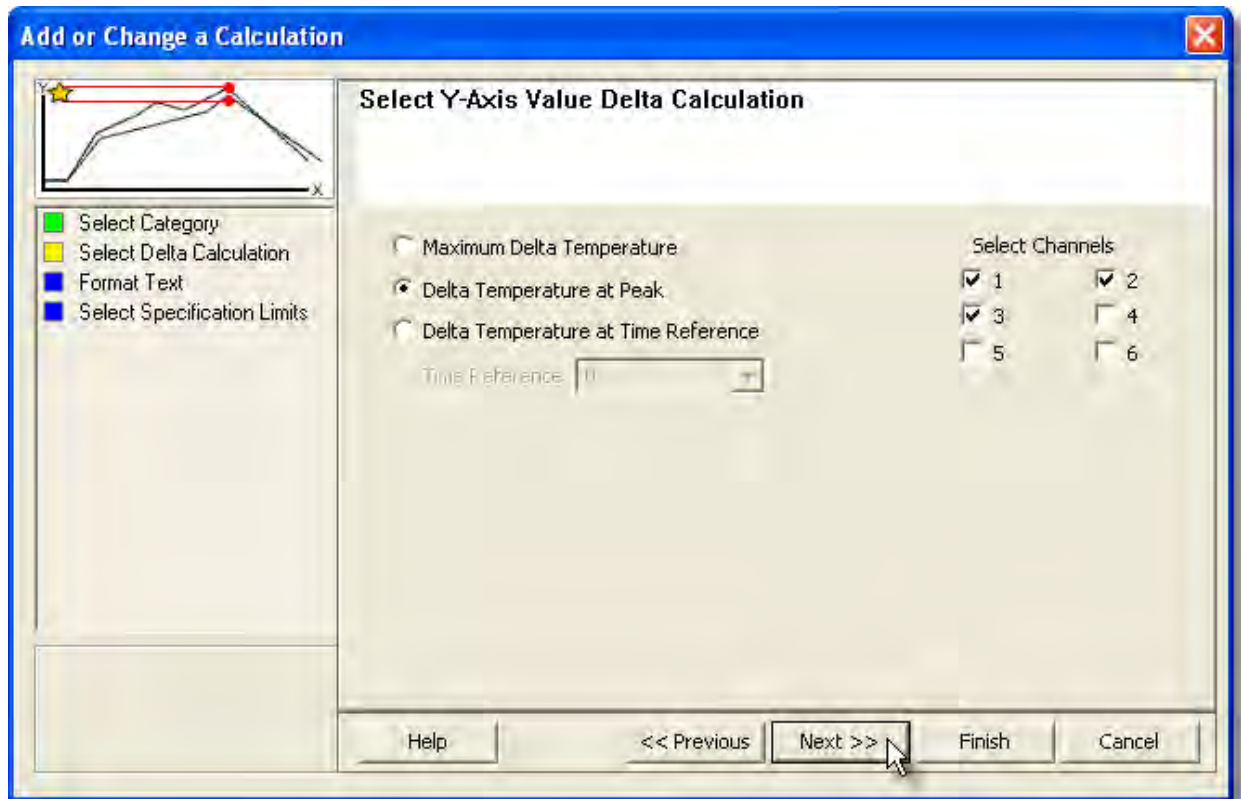 Add or Change a Calculation
Y
X
Select Y-Axis Value Delta Calculation
Select Category
Select Delta Calculation
Format Text
Select Specification Limits
Maximum Delta Temperature
Delta Temperature at Peak
Delta Temperature at Time Reference
Time Reference 0
Select Channels
1 2
3 4
5 6
Help << Previous Next >> Finish Cancel